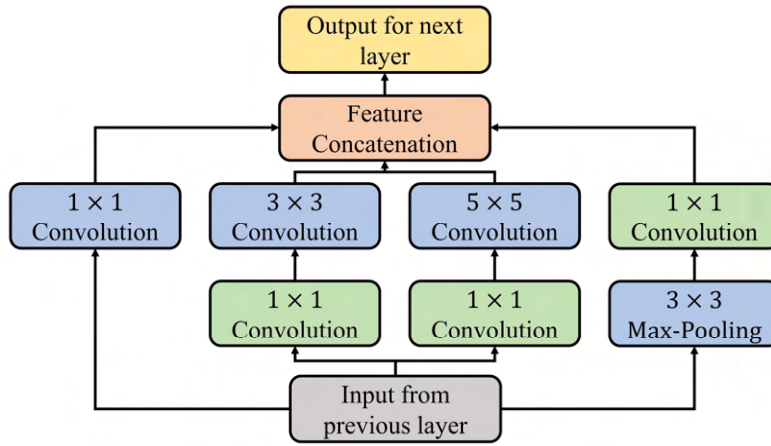 Output for next
layer
Feature
Concatenation
1 × 1
Convolution
3 × 3
Convolution
5 × 5
Convolution
1 × 1
Convolution
1 × 1
Convolution
1 × 1
Convolution
3 × 3
Max-Pooling
Input from
previous layer